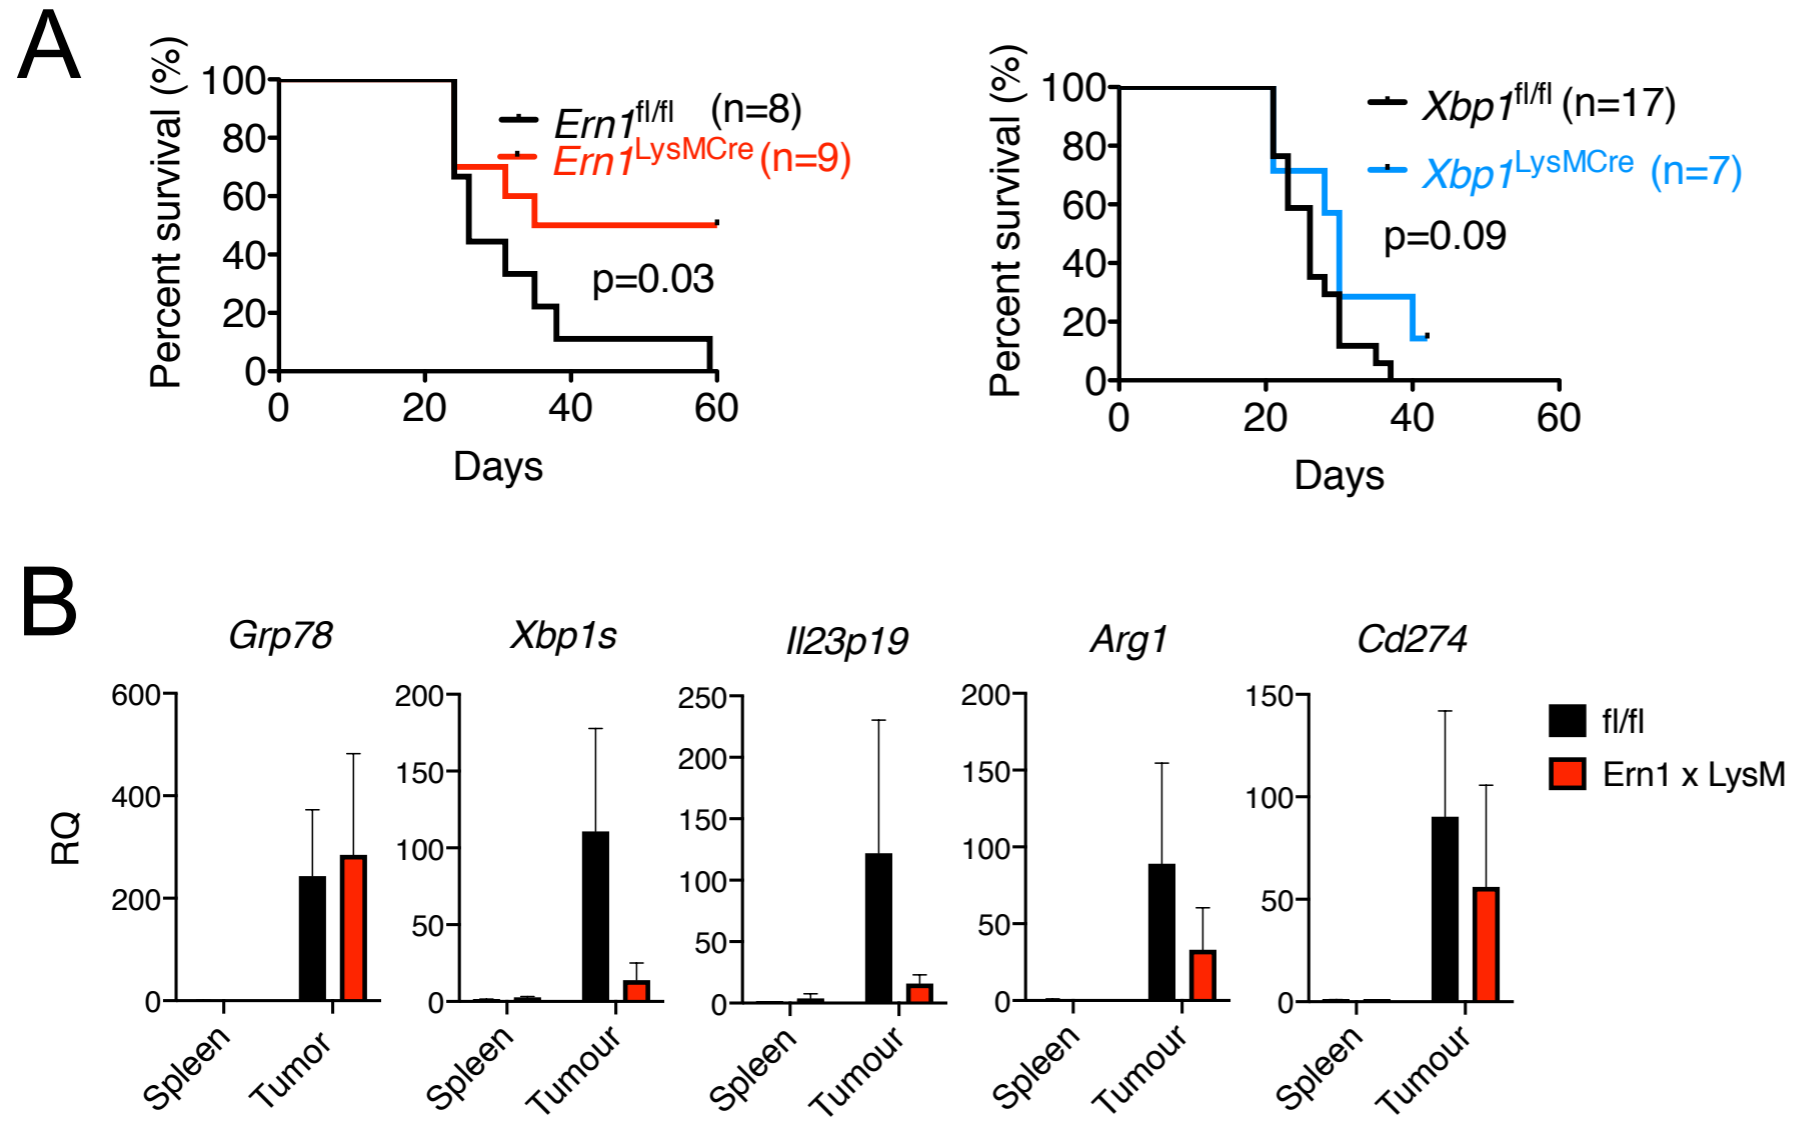 A
Percent survival (%)
100
80
60
40
20
0
0 20 40 60
Days
Ern1fl/fl (n=8)
Ern1LysMCre (n=9)
p=0.03
Percent survival (%)
100
80
60
40
20
0
0 20 40 60
Days
Xbp1fl/fl (n=17)
Xbp1LysMCre (n=7)
p=0.09
B
RQ
Grp78
600
400
200
0
Spleen
Tumor
Xbp1s
200
150
100
50
0
Spleen
Tumour
Il23p19
250
200
150
100
50
0
Spleen
Tumour
Arg1
200
150
100
50
0
Spleen
Tumour
Cd274
150
100
50
0
Spleen
Tumour
fl/fl
Ern1 x LysM